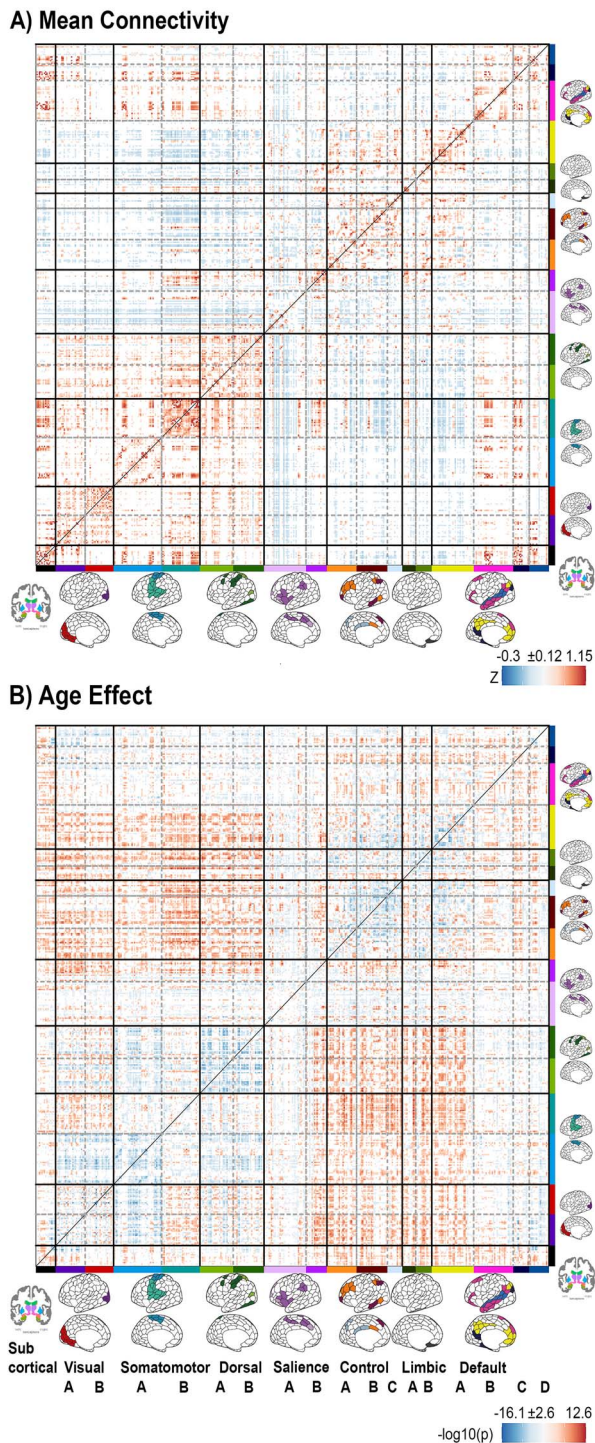 A) Mean Connectivity
-0.3 ±0.12 1.15
Z
B) Age Effect
Sub
cortical Visual Somatomotor Dorsal Salience Control Limbic Default
A B A B A B A B A B C A B A B C D
-16.1 ±2.6 12.6
-log10(p)